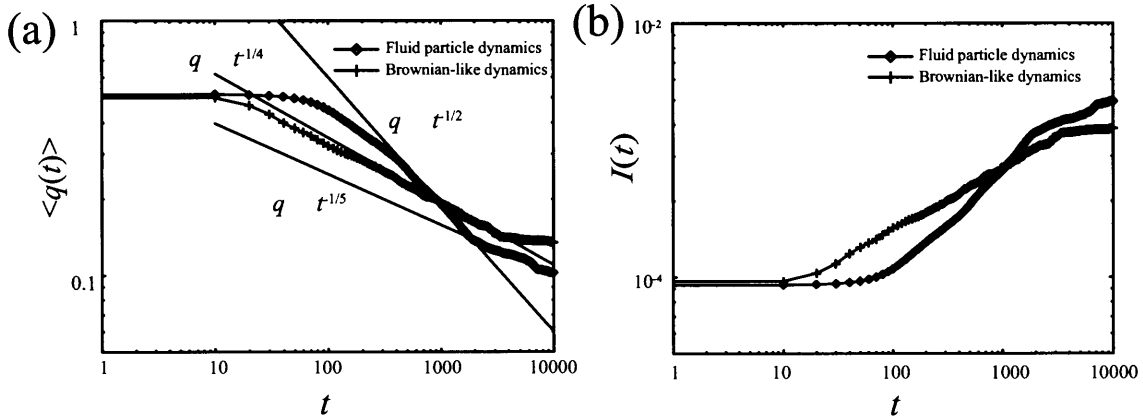 (a)
1
Fluid particle dynamics
Brownian-like dynamics
q t-1/4
q t-1/2
q t-1/5
0.1
<q(t)>
1 10 100 1000 10000
t
(b)
10-2
Fluid particle dynamics
Brownian-like dynamics
I(t)
10-4
1 10 100 1000 10000
t